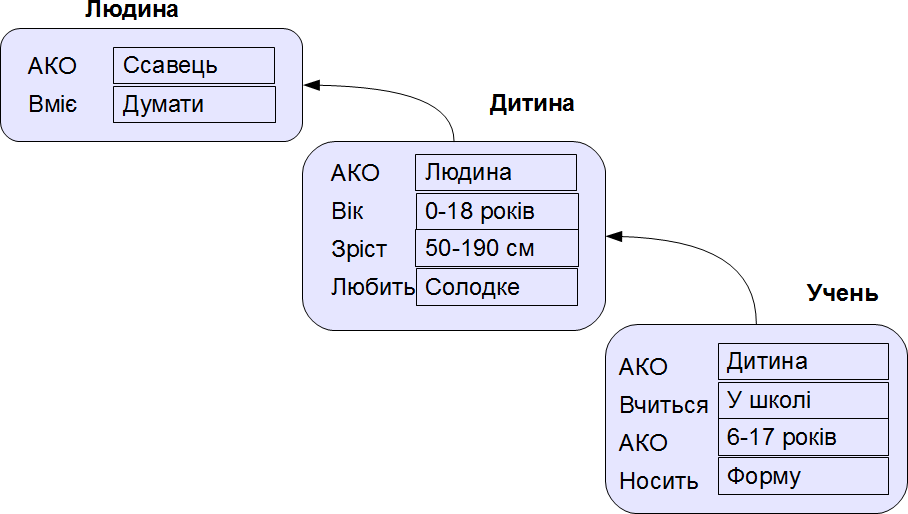 Людина
АКО Ссавець
Вміє Думати
Дитина
АКО Людина
Вік 0-18 років
Зріст 50-190 см
Любить Солодке
Учень
АКО Дитина
Вчиться У школі
АКО 6-17 років
Носить Форму